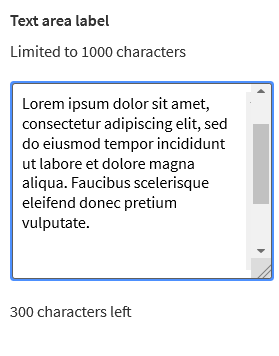 Text area label
Limited to 1000 characters
Lorem ipsum dolor sit amet,
consectetur adipiscing elit, sed
do eiusmod tempor incididunt
ut labore et dolore magna
aliqua. Faucibus scelerisque
eleifend donec pretium
vulputate.
300 characters left